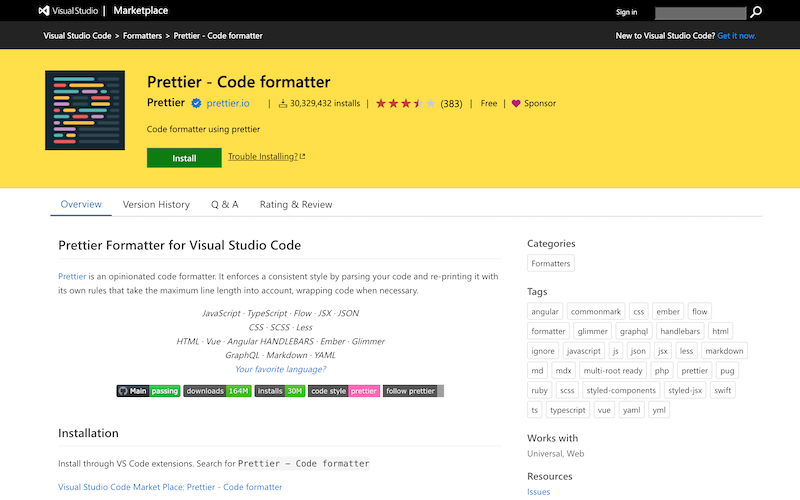 Visual Studio | Marketplace
Sign in
Visual Studio Code > Formatters > Prettier - Code formatter
New to Visual Studio Code? Get it now.
Prettier - Code formatter
Prettier prettier.io | 30,329,432 installs | (383) | Free | Sponsor
Code formatter using prettier
Install
Trouble Installing?
Overview
Version History
Q & A
Rating & Review
Prettier Formatter for Visual Studio Code
Prettier is an opinionated code formatter. It enforces a consistent style by parsing your code and re-printing it with
its own rules that take the maximum line length into account, wrapping code when necessary.
JavaScript · TypeScript · Flow · JSX · JSON
CSS · SCSS · Less
HTML · Vue · Angular HANDLEBARS · Ember · Glimmer
GraphQL · Markdown · YAML
Your favorite language?
Main passing downloads 164M installs 30M code style prettier follow prettier
Installation
Install through VS Code extensions. Search for Prettier - Code formatter
Visual Studio Code Market Place: Prettier - Code formatter
Categories
Formatters
Tags
angular commonmark css ember flow
formatter glimmer graphql handlebars html
ignore javascript js json jsx less markdown
md mdx multi-root ready php prettier pug
ruby scss styled-components styled-jsx swift
ts typescript vue yaml yml
Works with
Universal, Web
Resources
Issues